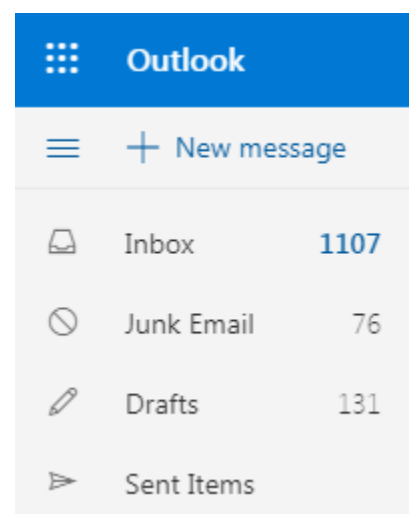 Outlook
New message
Inbox 1107
Junk Email 76
Drafts 131
Sent Items